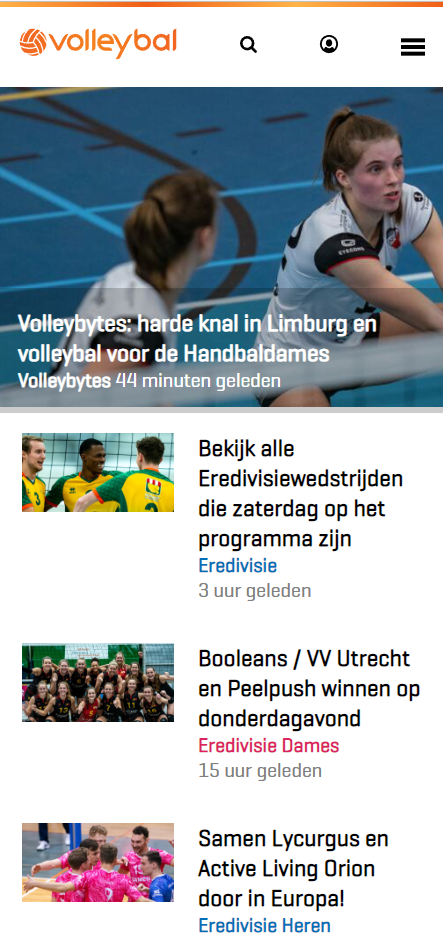 volleybal
Volleybytes: harde knal in Limburg en
volleybal voor de Handbaldames
Volleybytes 44 minuten geleden
Bekijk alle
Eredivisiewedstrijden
die zaterdag op het
programma zijn
Eredivisie
3 uur geleden
Booleans / VV Utrecht
en Peelpush winnen op
donderdagavond
Eredivisie Dames
15 uur geleden
Samen Lycurgus en
Active Living Orion
door in Europa!
Eredivisie Heren